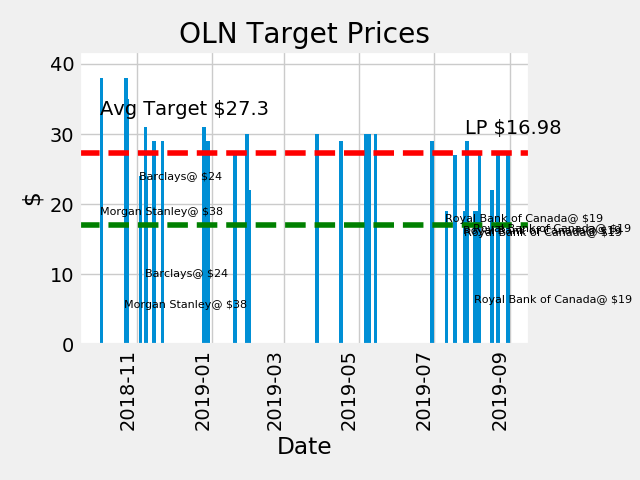 OLN Target Prices
40
Avg Target $27.3
LP $16.98
30
Barclays@ $24
20
Morgan Stanley@ $38
Royal Bank of Canada@ $19
Royal Bank of Canada@ $19
Royal Bank of Canada@ $19
10
Barclays@ $24
Morgan Stanley@ $38
Royal Bank of Canada@ $19
0
$
2018-11
2019-01
2019-03
2019-05
2019-07
2019-09
Date